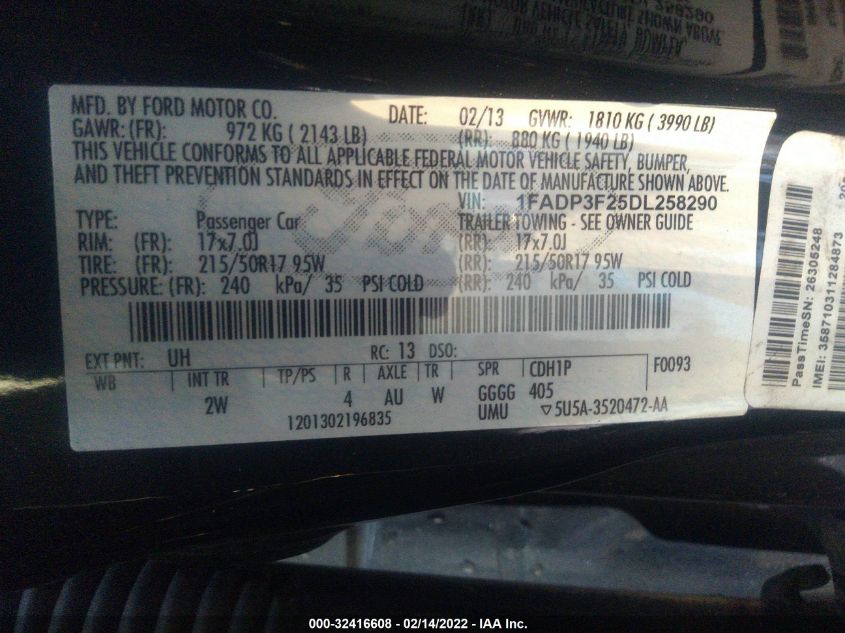 MFD. BY FORD MOTOR CO. DATE: 02/13 GVWR: 1810 KG ( 3990 LB)
GAWR: (FR): 972 KG ( 2143 LB) (RR): 880 KG ( 1940 LB)
THIS VEHICLE CONFORMS TO ALL APPLICABLE FEDERAL MOTOR VEHICLE SAFETY, BUMPER,
AND THEFT PREVENTION STANDARDS IN EFFECT ON THE DATE OF MANUFACTURE SHOWN ABOVE.
VIN: 1FADP3F25DL258290
TYPE: Passenger Car TRAILER TOWING - SEE OWNER GUIDE
RIM: (FR): 17x7.0J (RR): 17x7.0J
TIRE: (FR): 215/50R17 95W (RR): 215/50R17 95W
PRESSURE: (FR): 240 kPa/ 35 PSI COLD (RR): 240 kPa/ 35 PSI COLD
EXT PNT: UH RC: 13 DSO: F0093
WB INT TR TP/PS R AXLE TR SPR CDH1P
2W 4 AU W GGGG 405
UMU ▽5U5A-3520472-AA
1201302196835
Ford
PassTimeSN: 26305248
IMEI: 358710311284873
000-32416608 - 02/14/2022 - IAA Inc.